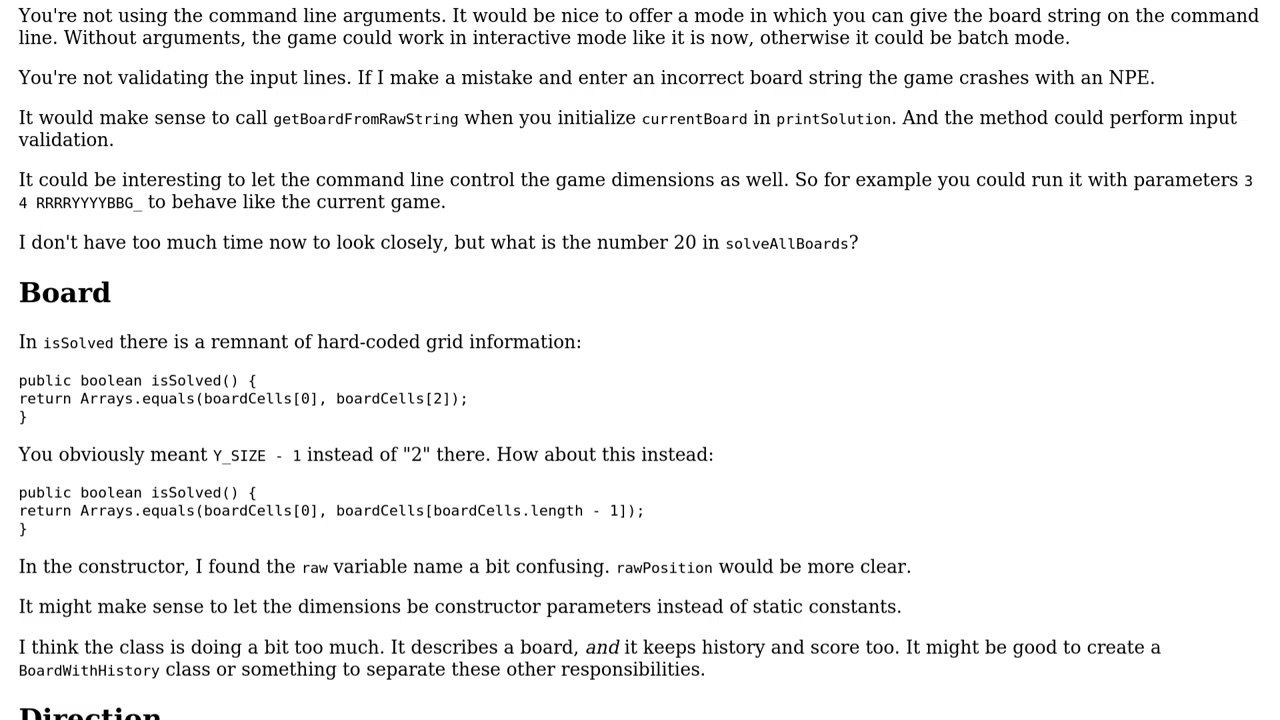 You're not using the command line arguments. It would be nice to offer a mode in which you can give the board string on the command
line. Without arguments, the game could work in interactive mode like it is now, otherwise it could be batch mode.
You're not validating the input lines. If I make a mistake and enter an incorrect board string the game crashes with an NPE.
It would make sense to call getBoardFromRawString when you initialize currentBoard in printSolution. And the method could perform input
validation.
It could be interesting to let the command line control the game dimensions as well. So for example you could run it with parameters 3
4 RRRRYYYYBBG_ to behave like the current game.
I don't have too much time now to look closely, but what is the number 20 in solveAllBoards?
Board
In isSolved there is a remnant of hard-coded grid information:
public boolean isSolved() {
return Arrays.equals(boardCells[0], boardCells[2]);
}
You obviously meant Y_SIZE - 1 instead of "2" there. How about this instead:
public boolean isSolved() {
return Arrays.equals(boardCells[0], boardCells[boardCells.length - 1]);
}
In the constructor, I found the raw variable name a bit confusing. rawPosition would be more clear.
It might make sense to let the dimensions be constructor parameters instead of static constants.
I think the class is doing a bit too much. It describes a board, and it keeps history and score too. It might be good to create a
BoardWithHistory class or something to separate these other responsibilities.
Direction